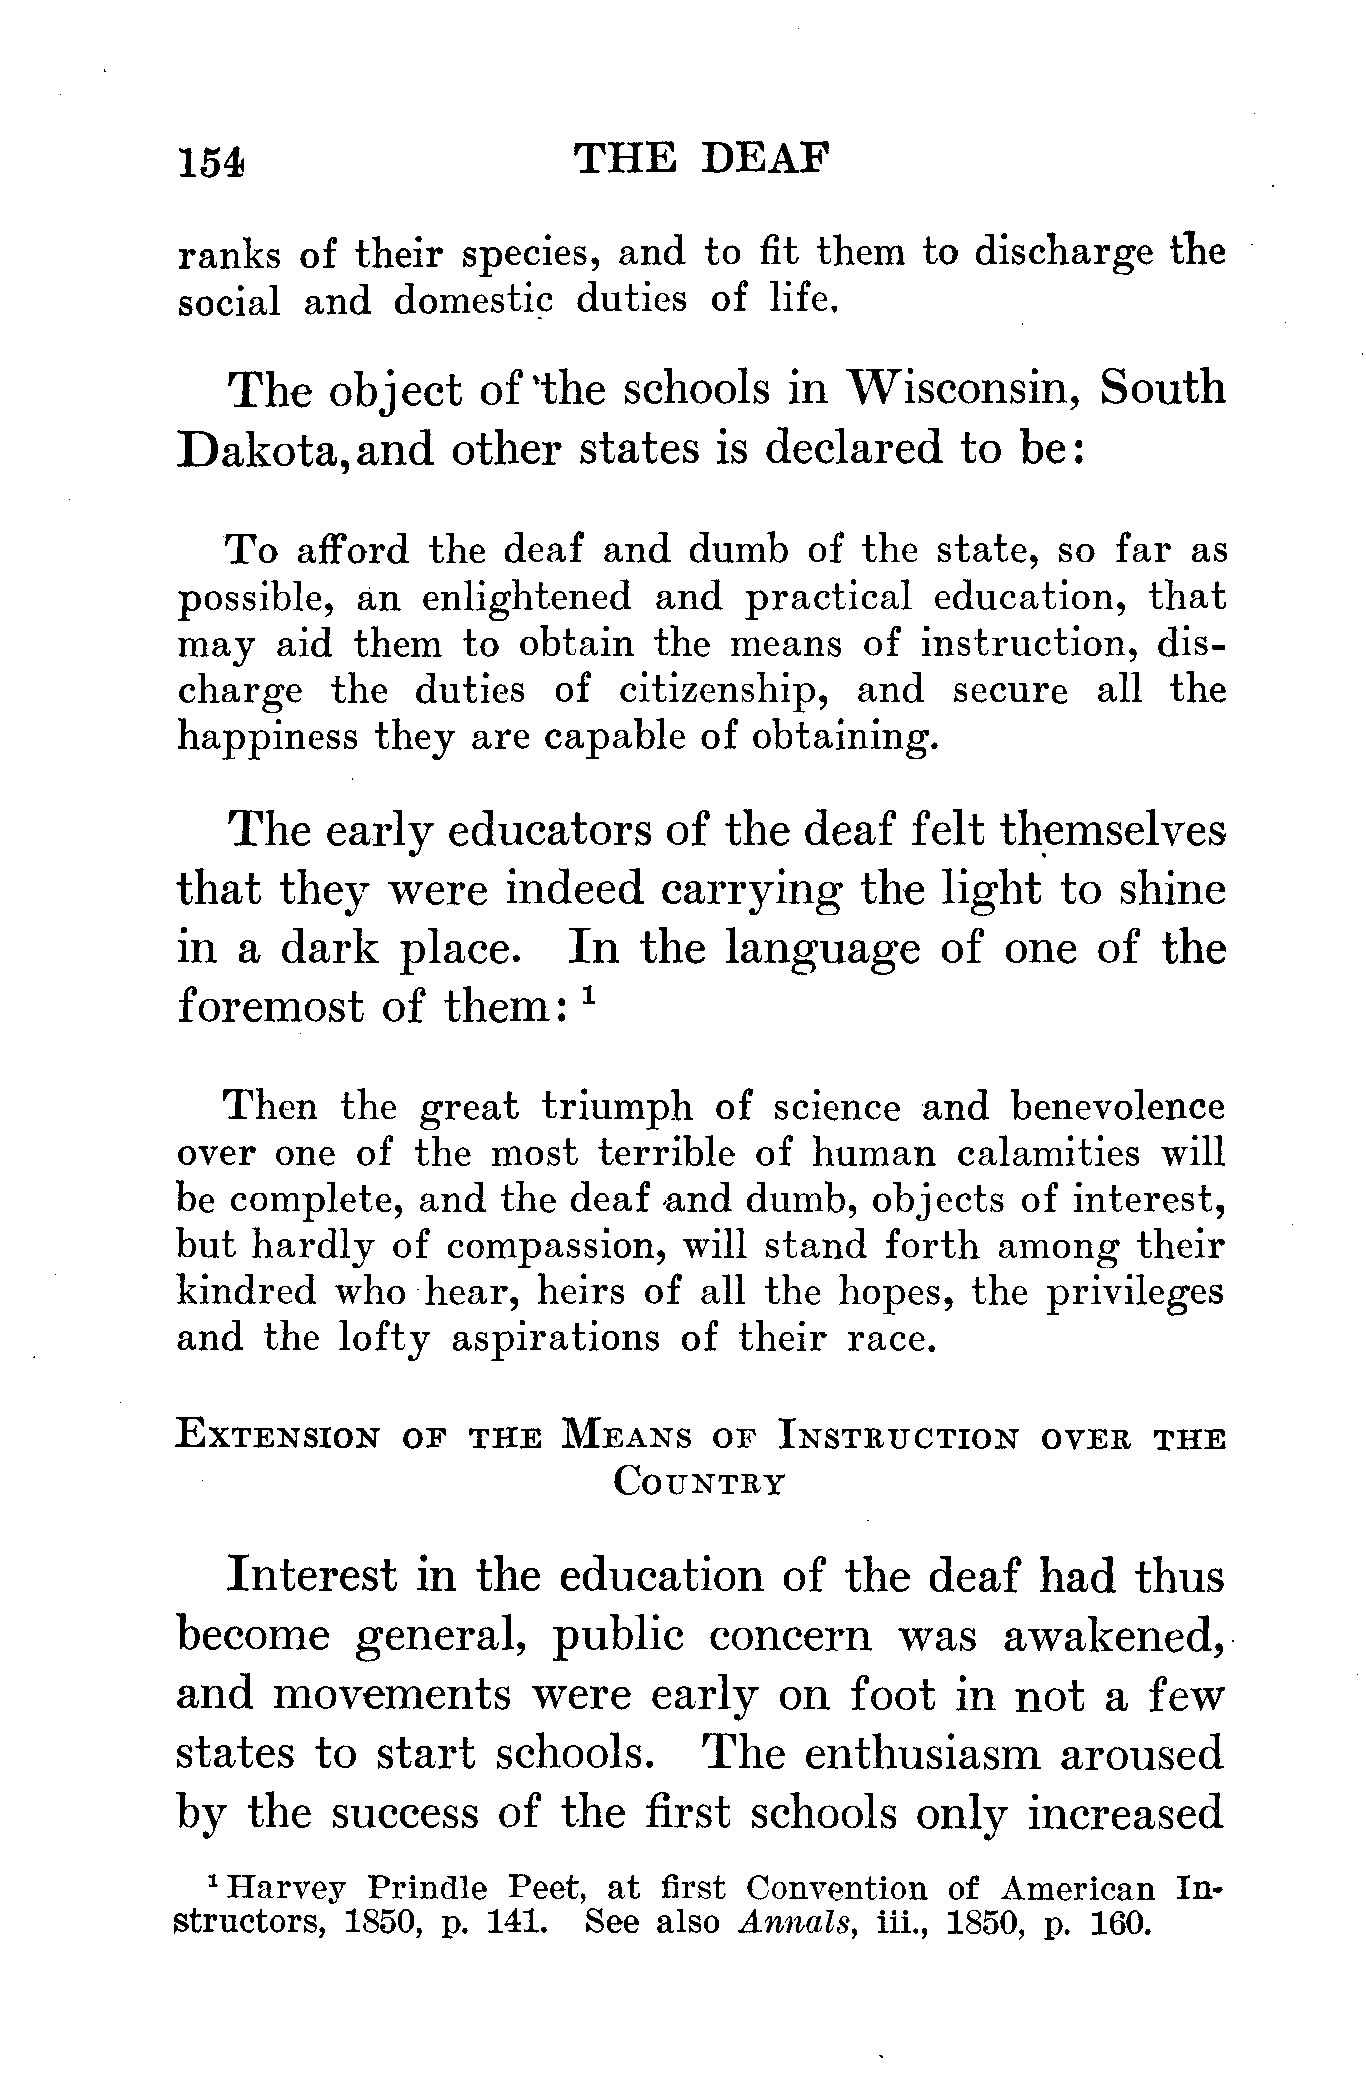 154 THE DEAF
ranks of their species, and to fit them to discharge the
social and domestic duties of life.
The object of the schools in Wisconsin, South
Dakota, and other states is declared to be:
To afford the deaf and dumb of the state, so far as
possible, an enlightened and practical education, that
may aid them to obtain the means of instruction, dis-
charge the duties of citizenship, and secure all the
happiness they are capable of obtaining.
The early educators of the deaf felt themselves
that they were indeed carrying the light to shine
in a dark place. In the language of one of the
foremost of them: ¹
Then the great triumph of science and benevolence
over one of the most terrible of human calamities will
be complete, and the deaf and dumb, objects of interest,
but hardly of compassion, will stand forth among their
kindred who hear, heirs of all the hopes, the privileges
and the lofty aspirations of their race.
Extension of the Means of Instruction over the
Country
Interest in the education of the deaf had thus
become general, public concern was awakened,
and movements were early on foot in not a few
states to start schools. The enthusiasm aroused
by the success of the first schools only increased
¹ Harvey Prindle Peet, at first Convention of American In-
structors, 1850, p. 141. See also Annals, iii., 1850, p. 160.